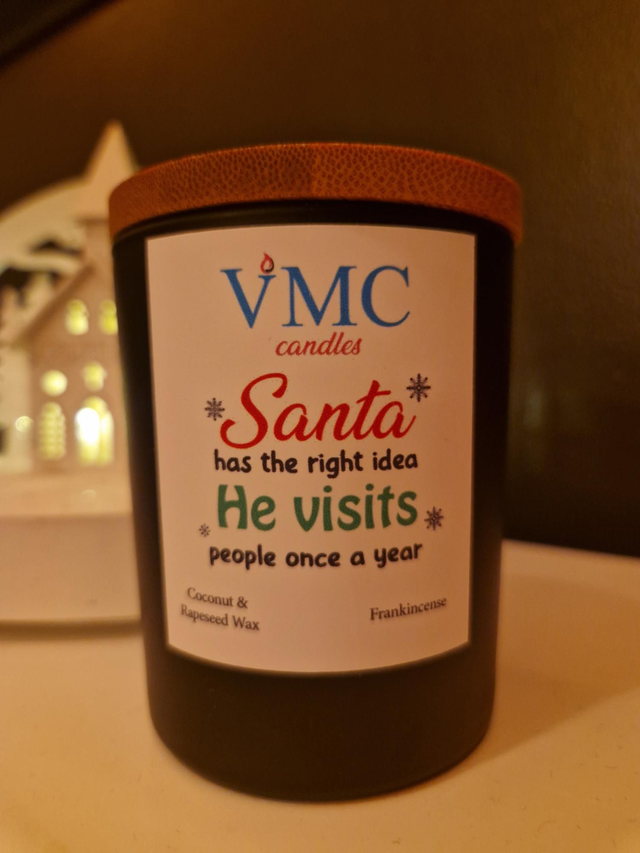 VMC
candles
Santa
has the right idea
He visits
people once a year
Coconut &
Rapeseed Wax
Frankincense